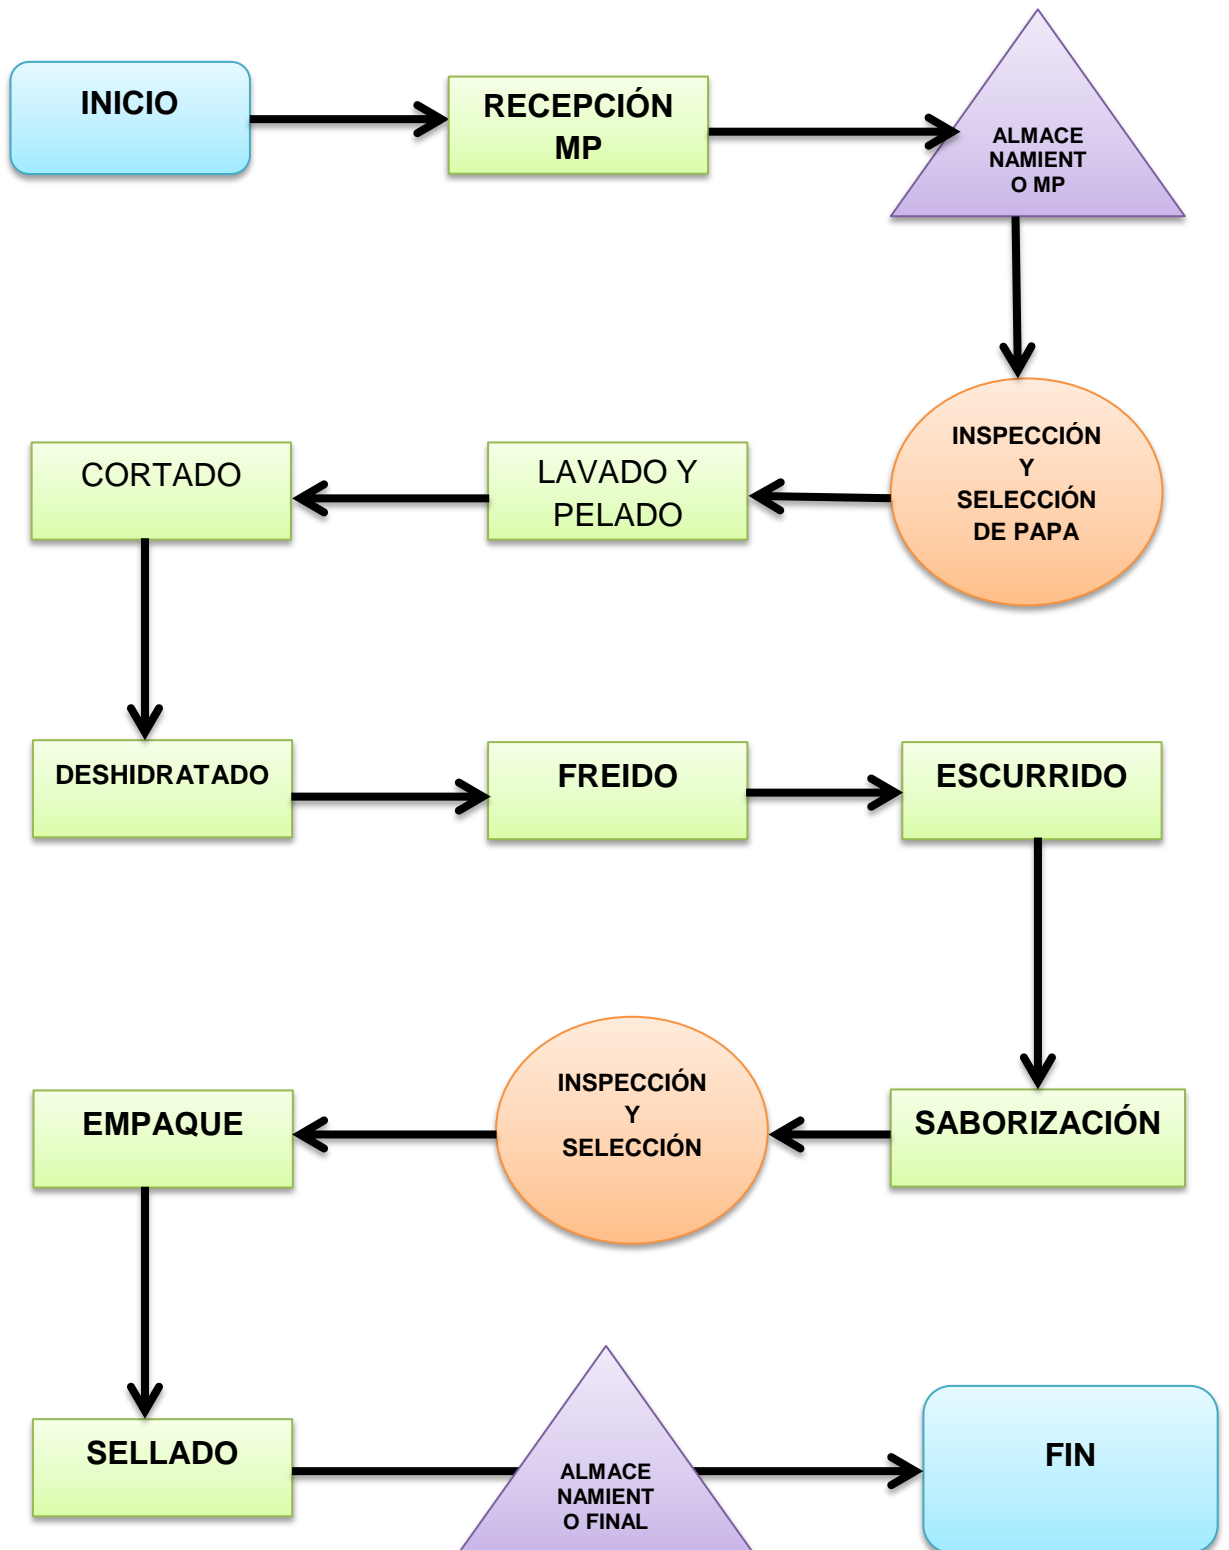 INICIO
RECEPCIÓN
MP
ALMACE
NAMIENT
O MP
INSPECCIÓN
Y
SELECCIÓN
DE PAPA
LAVADO Y
PELADO
CORTADO
DESHIDRATADO
FREIDO
ESCURRIDO
SABORIZACIÓN
INSPECCIÓN
Y
SELECCIÓN
EMPAQUE
SELLADO
ALMACE
NAMIENT
O FINAL
FIN